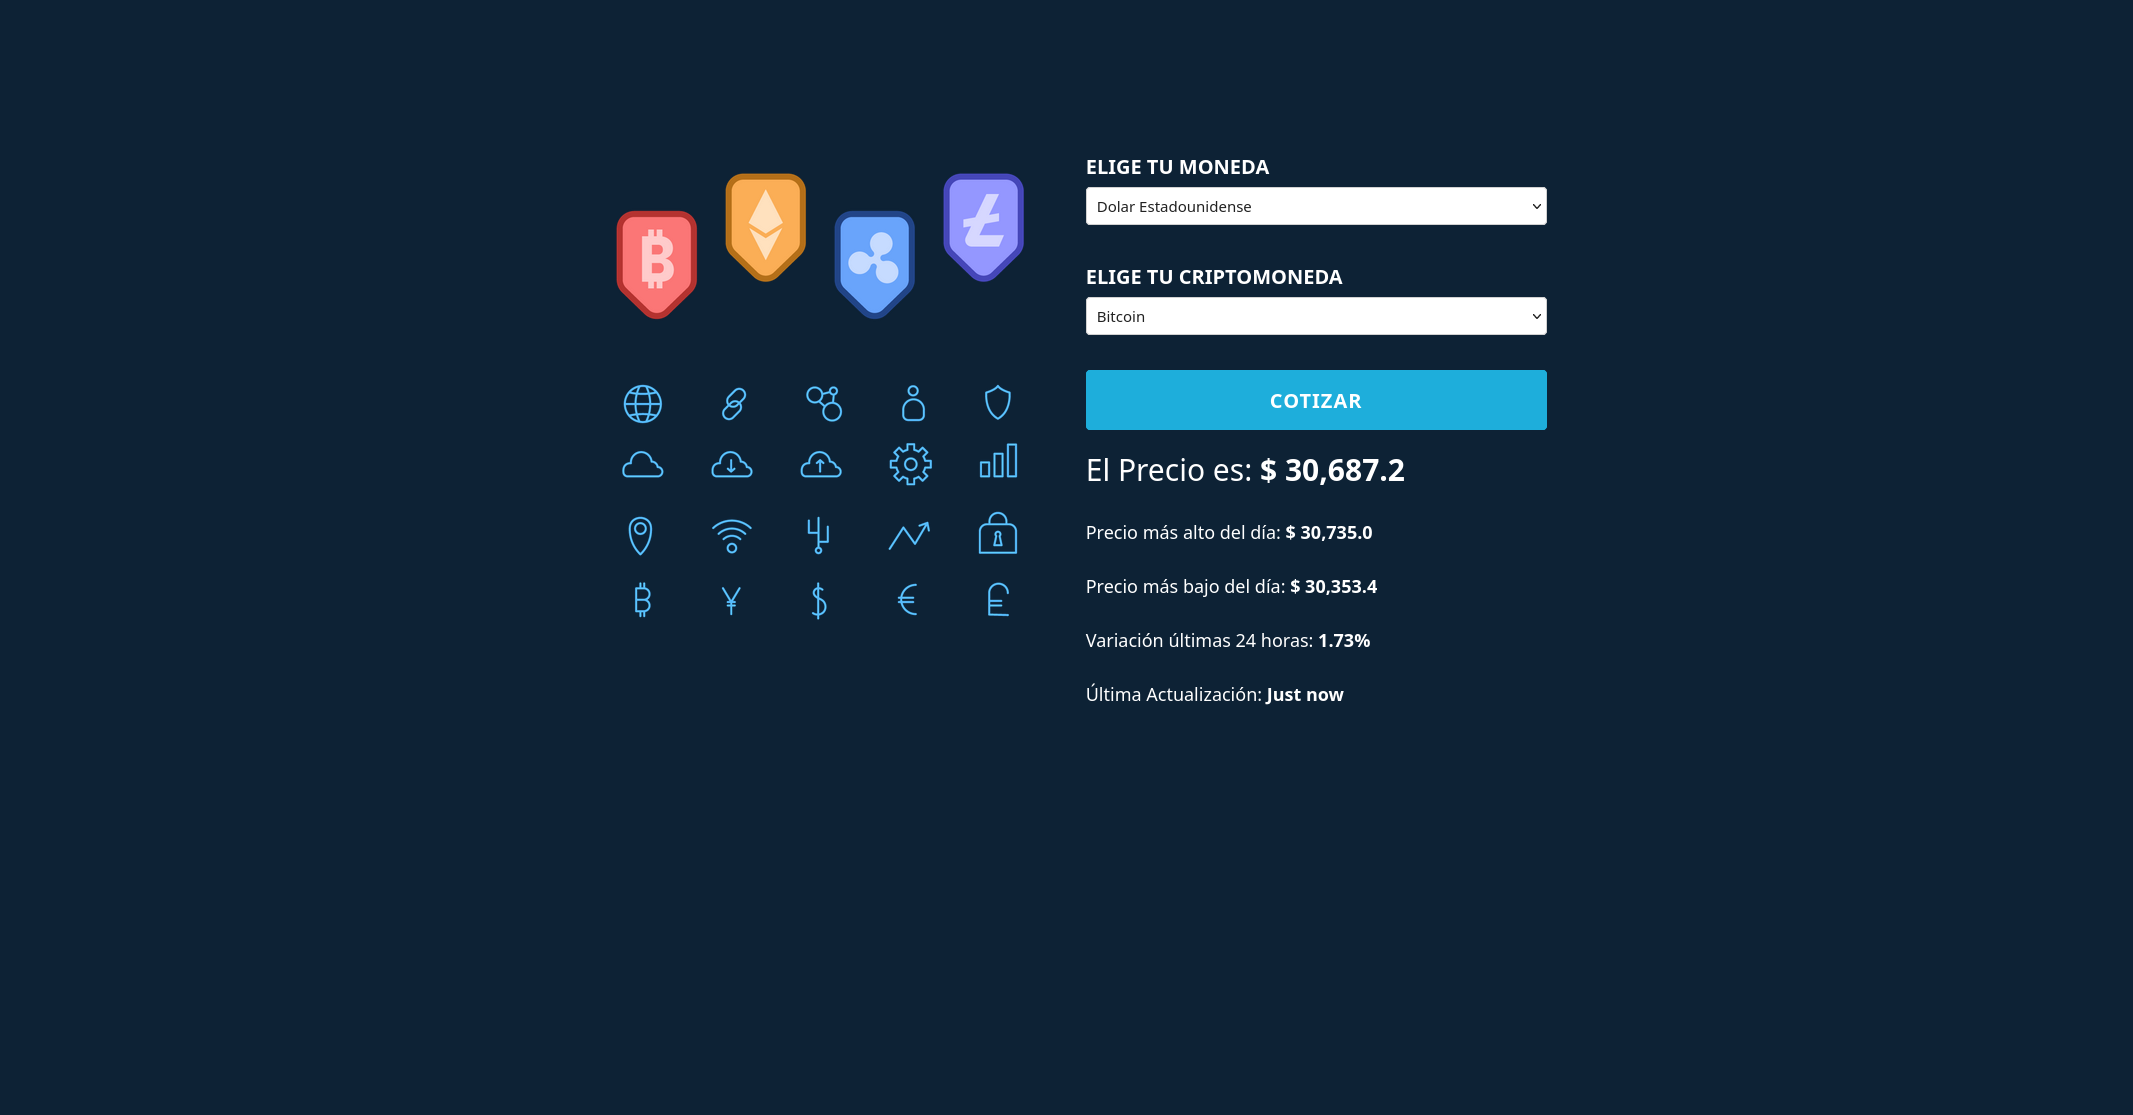 ELIGE TU MONEDA
Dolar Estadounidense
ELIGE TU CRIPTOMONEDA
Bitcoin
COTIZAR
El Precio es: $ 30,687.2
Precio más alto del día: $ 30,735.0
Precio más bajo del día: $ 30,353.4
Variación últimas 24 horas: 1.73%
Última Actualización: Just now